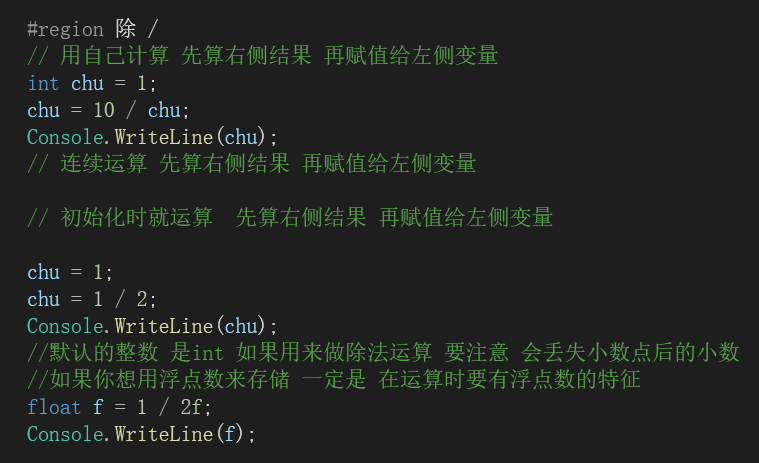 #region 除 /
// 用自己计算 先算右侧结果 再赋值给左侧变量
int chu = 1;
chu = 10 / chu;
Console.WriteLine(chu);
// 连续运算 先算右侧结果 再赋值给左侧变量
// 初始化时就运算  先算右侧结果 再赋值给左侧变量
chu = 1;
chu = 1 / 2;
Console.WriteLine(chu);
//默认的整数 是int 如果用来做除法运算 要注意 会丢失小数点后的小数
//如果你想用浮点数来存储 一定是 在运算时要有浮点数的特征
float f = 1 / 2f;
Console.WriteLine(f);